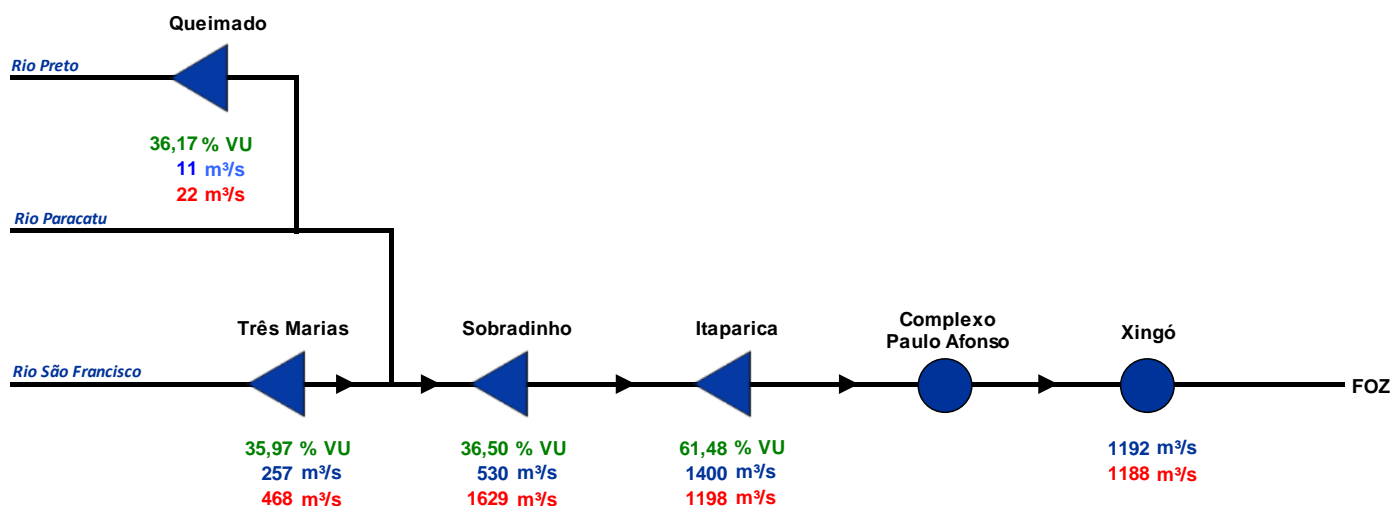 Queimado
Rio Preto
36,17 % VU
11 m³/s
22 m³/s
Rio Paracatu
Três Marias
Sobradinho
Itaparica
Complexo
Paulo Afonso
Xingó
Rio São Francisco
FOZ
35,97 % VU
257 m³/s
468 m³/s
36,50 % VU
530 m³/s
1629 m³/s
61,48 % VU
1400 m³/s
1198 m³/s
1192 m³/s
1188 m³/s